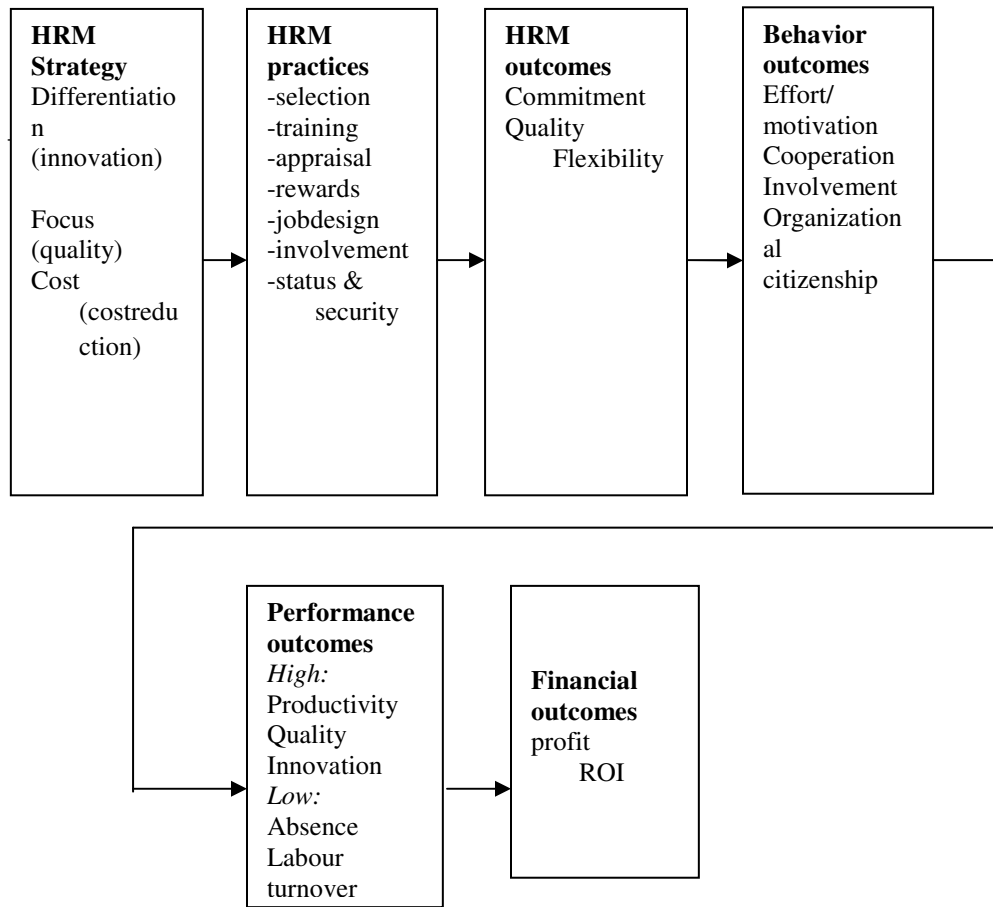 HRM
Strategy
Differentiatio
n
(innovation)
Focus
(quality)
Cost
(costredu
ction)
HRM
practices
-selection
-training
-appraisal
-rewards
-jobdesign
-involvement
-status &
security
HRM
outcomes
Commitment
Quality
Flexibility
Behavior
outcomes
Effort/
motivation
Cooperation
Involvement
Organization
al
citizenship
Performance
outcomes
High:
Productivity
Quality
Innovation
Low:
Absence
Labour
turnover
Financial
outcomes
profit
ROI